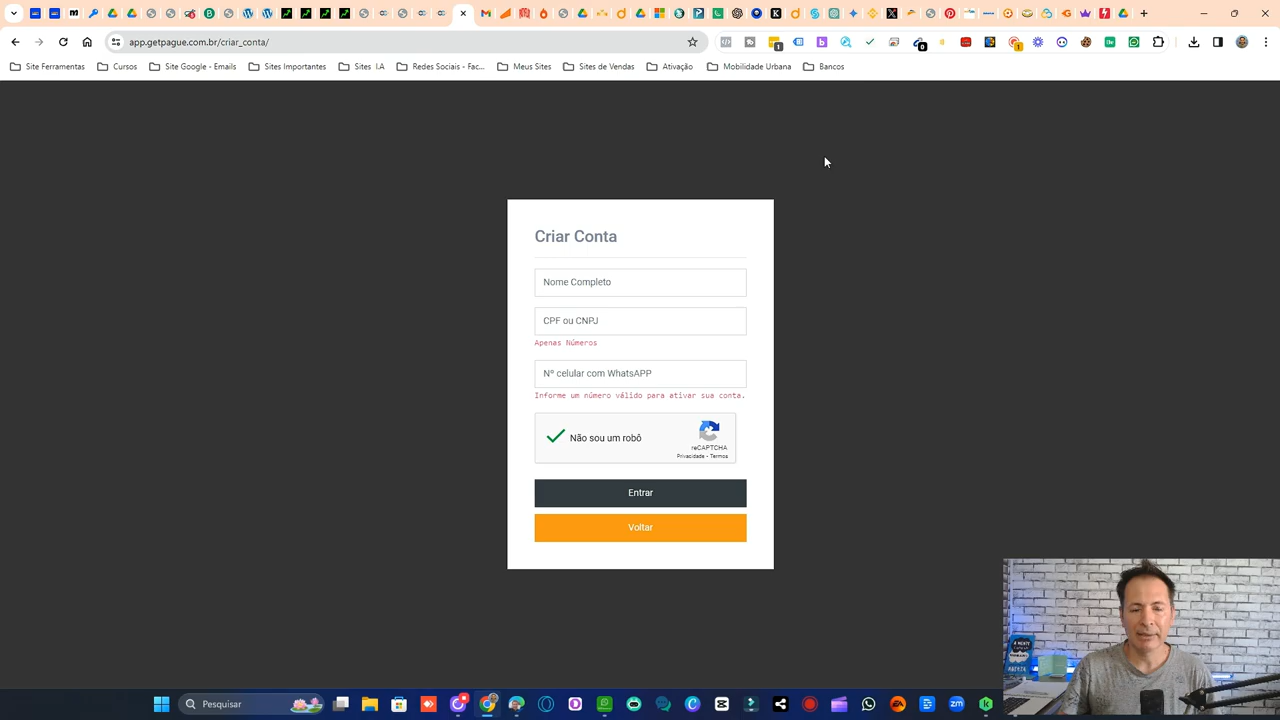 app.getpague.com.br/criar_conta/
Site Ferramentas
Cursos
Site Google - Emails
Sites Importantes
Sites I.A
Redes Sociais - Fac...
Meus Sites
Sites de Vendas
Ativação
Mobilidade Urbana
Bancos
Criar Conta
Nome Completo
CPF ou CNPJ
Apenas Números
Nº celular com WhatsAPP
Informe um número válido para ativar sua conta.
Não sou um robô
reCAPTCHA
Privacidade • Termos
Entrar
Voltar
Pesquisar